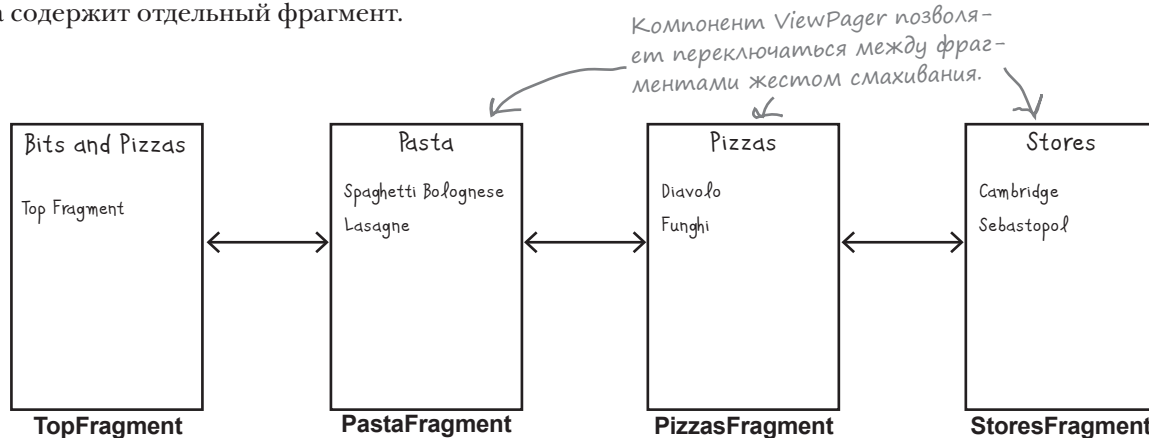 а содержит отдельный фрагмент.
Компонент ViewPager позволя-
ет переключаться между фраг-
ментами жестом смахивания.
Bits and Pizzas
Top Fragment
Pasta
Spaghetti Bolognese
Lasagne
Pizzas
Diavolo
Funghi
Stores
Cambridge
Sebastopol
TopFragment
PastaFragment
PizzasFragment
StoresFragment